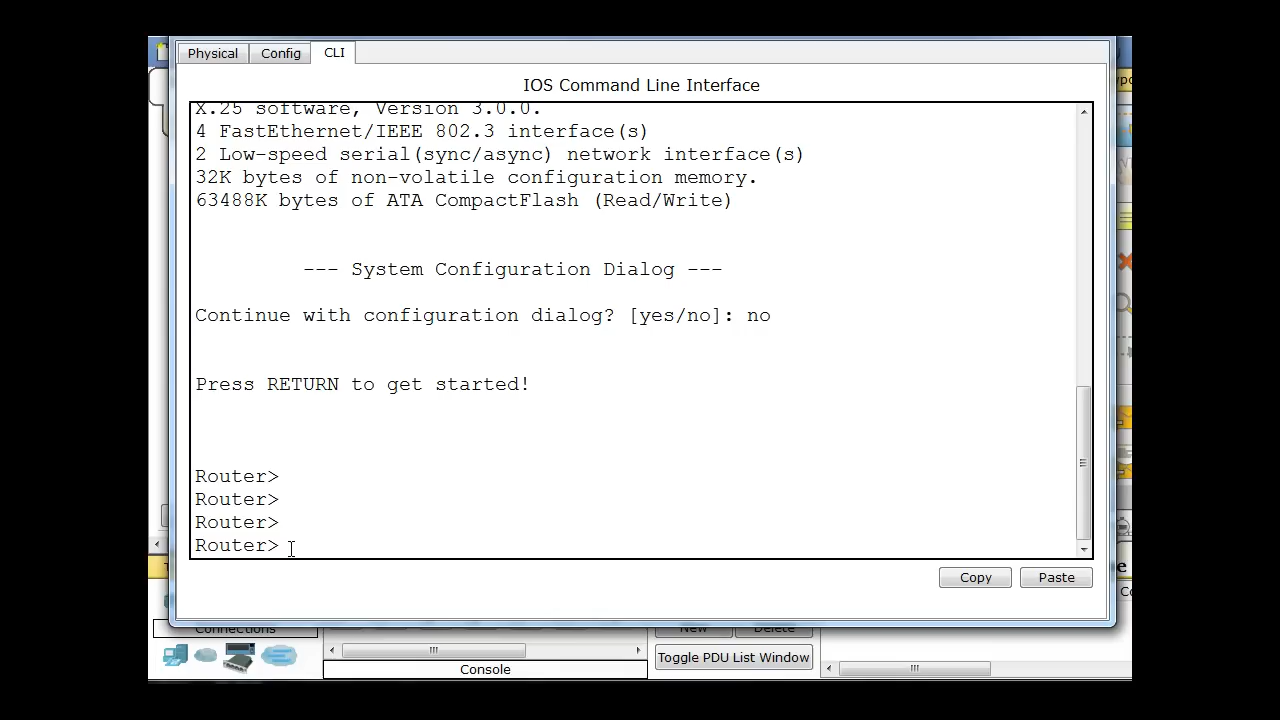 Physical
Config
CLI
IOS Command Line Interface
X.25 software, Version 3.0.0.
4 FastEthernet/IEEE 802.3 interface(s)
2 Low-speed serial(sync/async) network interface(s)
32K bytes of non-volatile configuration memory.
63488K bytes of ATA CompactFlash (Read/Write)
--- System Configuration Dialog ---
Continue with configuration dialog? [yes/no]: no
Press RETURN to get started!
Router>
Router>
Router>
Router>
Copy
Paste
Connections
New
Delete
Toggle PDU List Window
Console